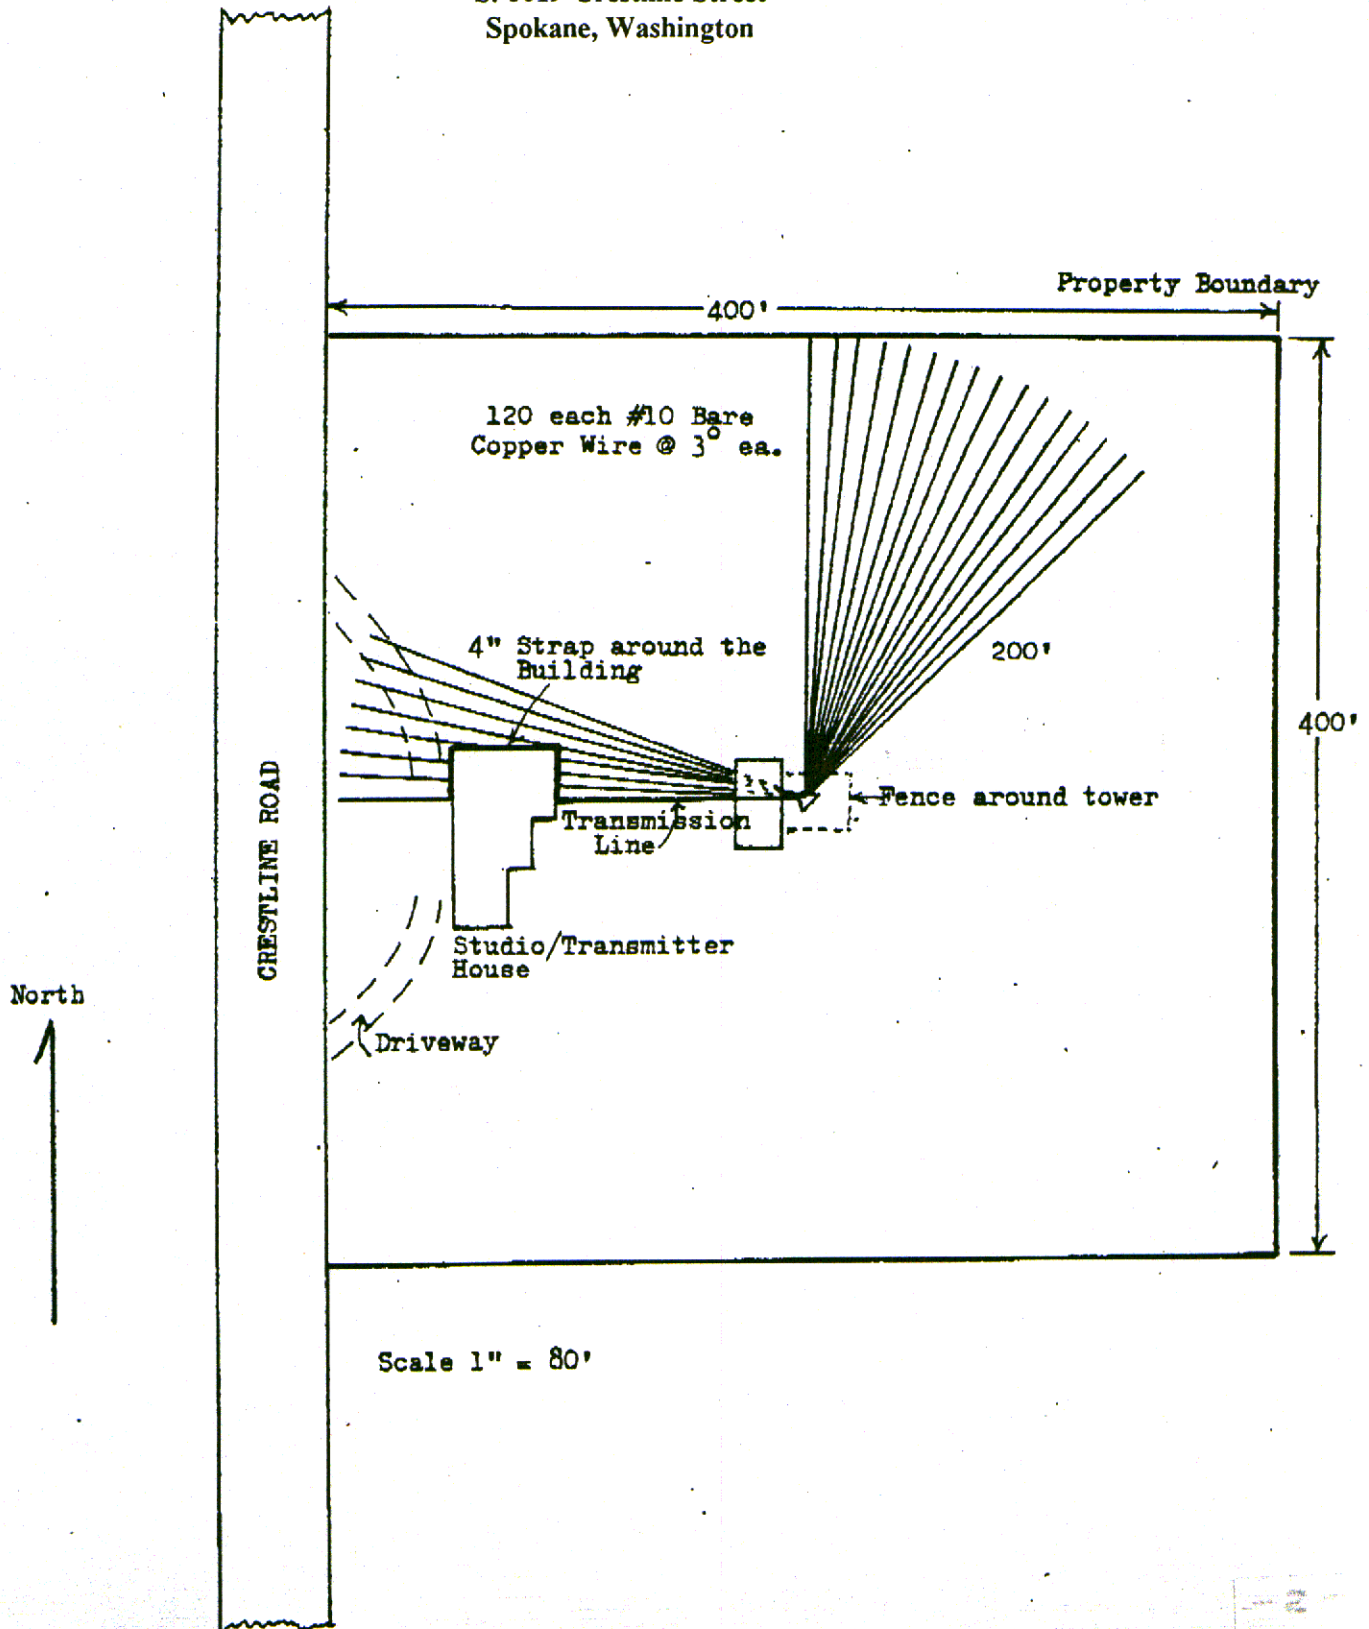 Spokane, Washington
Property Boundary
400'
120 each #10 Bare
Copper Wire @ 3° ea.
4" Strap around the
Building
200'
400'
CRESTLINE ROAD
Fence around tower
Transmission
Line
Studio/Transmitter
House
North
Driveway
Scale 1" = 80'